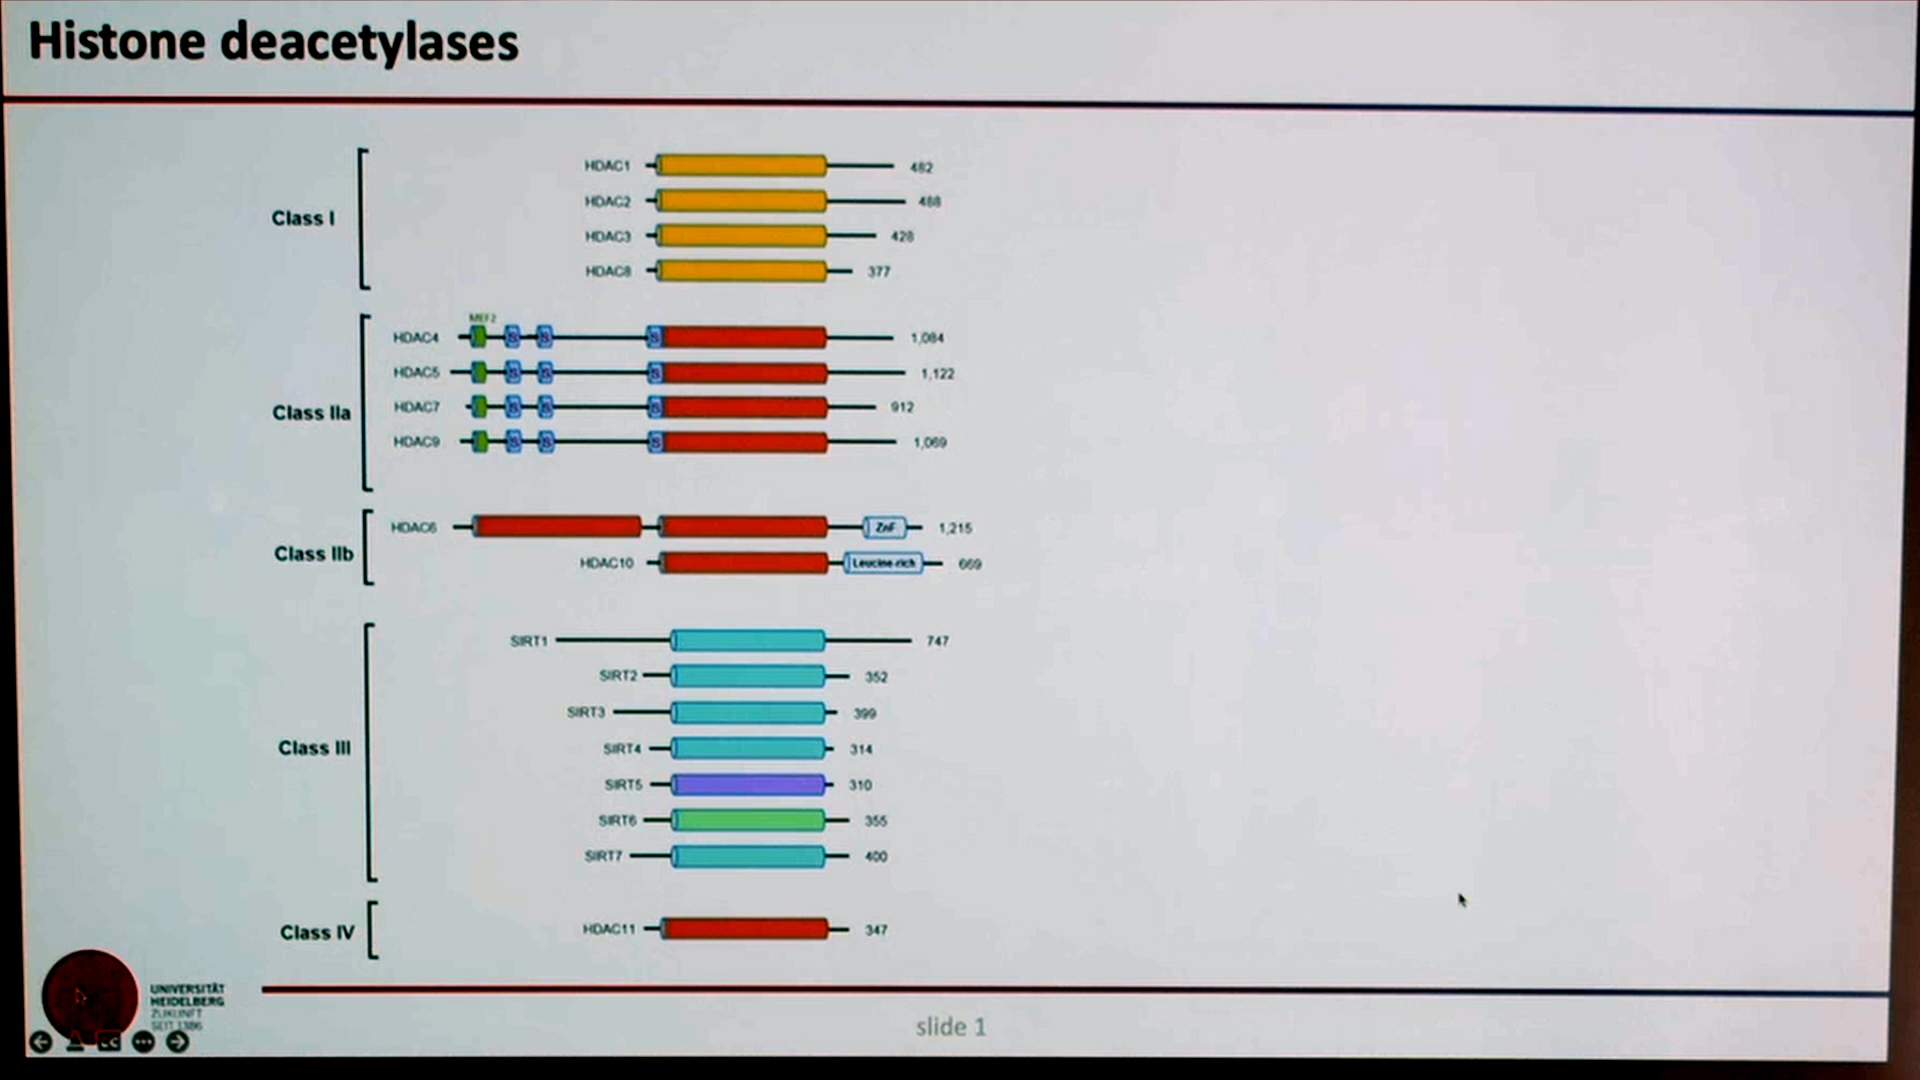 Histone deacetylases
Class I
HDAC1 482
HDAC2 488
HDAC3 428
HDAC8 377
Class IIa
MEF2
HDAC4 S S S 1,084
HDAC5 S S S 1,122
HDAC7 S S S 912
HDAC9 S S S 1,069
Class IIb
HDAC6 ZnF 1,215
HDAC10 Leucine-rich 669
Class III
SIRT1 747
SIRT2 352
SIRT3 399
SIRT4 314
SIRT5 310
SIRT6 355
SIRT7 400
Class IV
HDAC11 347
UNIVERSITÄT
HEIDELBERG
ZUKUNFT
SEIT 1386
slide 1
CC